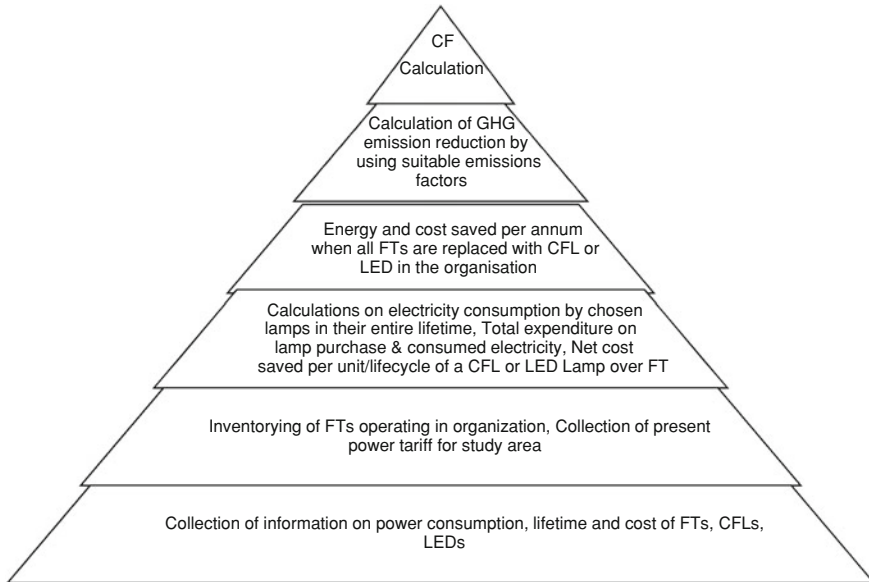 CF
Calculation
Calculation of GHG
emission reduction by
using suitable emissions
factors
Energy and cost saved per annum
when all FTs are replaced with CFL or
LED in the organisation
Calculations on electricity consumption by chosen
lamps in their entire lifetime, Total expenditure on
lamp purchase & consumed electricity, Net cost
saved per unit/lifecycle of a CFL or LED Lamp over FT
Inventorying of FTs operating in organization, Collection of present
power tariff for study area
Collection of information on power consumption, lifetime and cost of FTs, CFLs,
LEDs